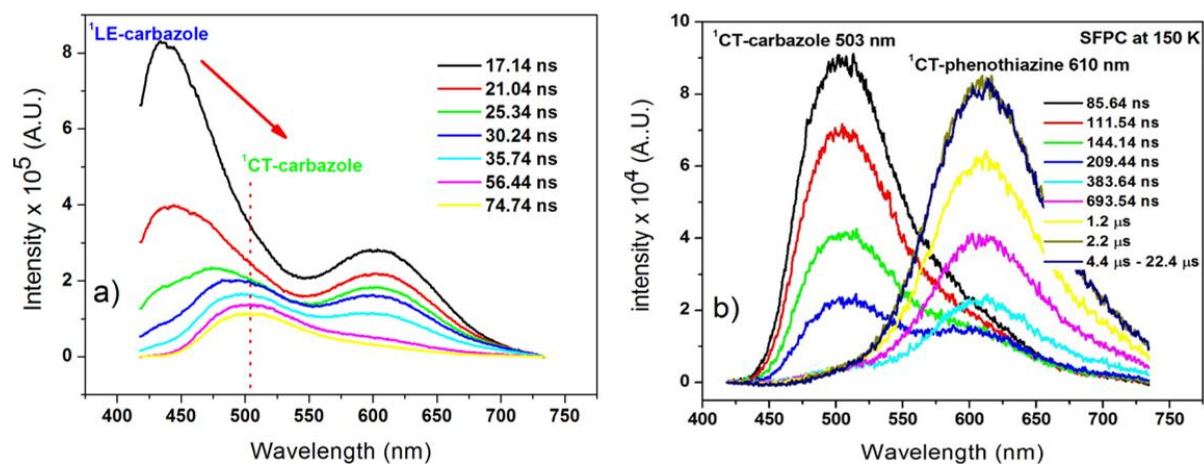 ¹LE-carbazole
¹CT-carbazole
17.14 ns
21.04 ns
25.34 ns
30.24 ns
35.74 ns
56.44 ns
74.74 ns
a)
Intensity x 10⁵ (A.U.)
8
6
4
2
0
400 450 500 550 600 650 700 750
Wavelength (nm)
¹CT-carbazole 503 nm
SFPC at 150 K
¹CT-phenothiazine 610 nm
85.64 ns
111.54 ns
144.14 ns
209.44 ns
383.64 ns
693.54 ns
1.2 μs
2.2 μs
4.4 μs - 22.4 μs
b)
intensity x 10⁴ (A.U.)
10
8
6
4
2
0
400 450 500 550 600 650 700 750
Wavelength (nm)